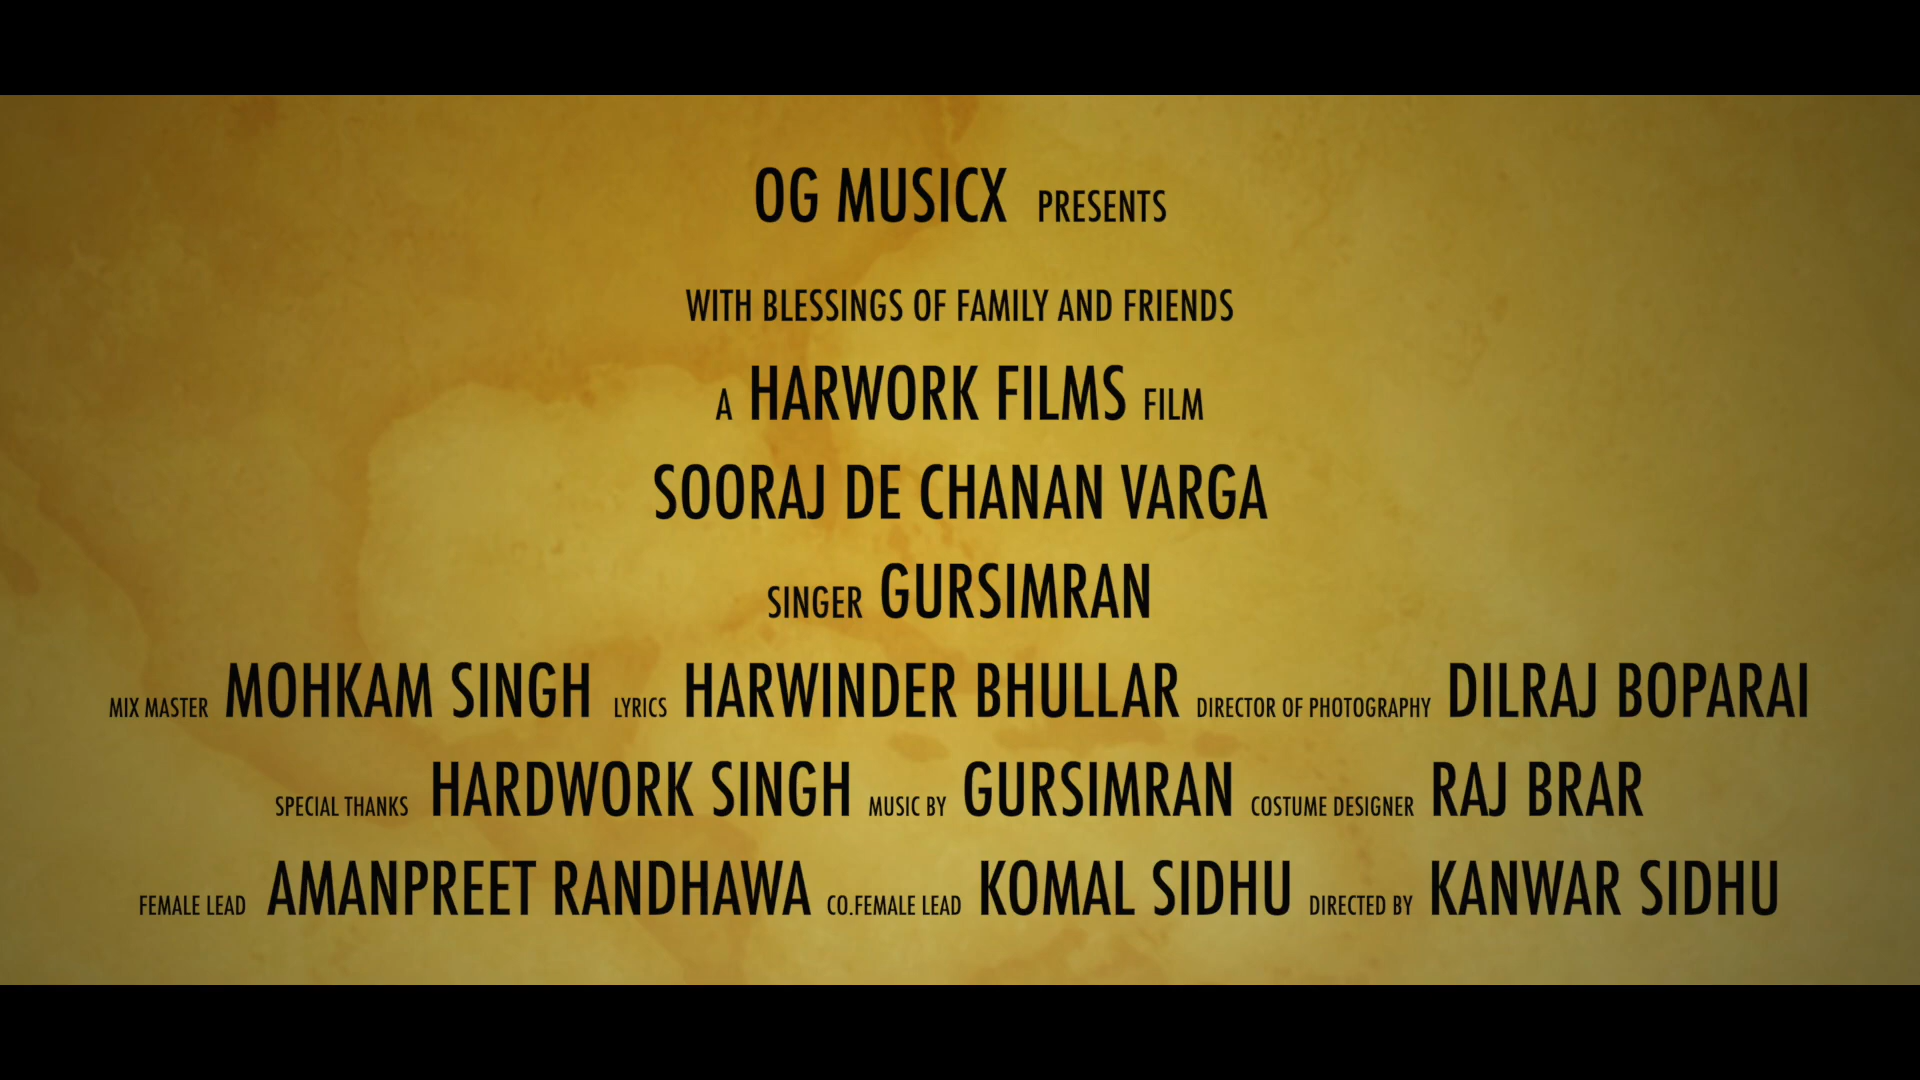 OG MUSICX PRESENTS
WITH BLESSINGS OF FAMILY AND FRIENDS
A HARWORK FILMS FILM
SOORAJ DE CHANAN VARGA
SINGER GURSIMRAN
MIX MASTER MOHKAM SINGH LYRICS HARWINDER BHULLAR DIRECTOR OF PHOTOGRAPHY DILRAJ BOPARAI
SPECIAL THANKS HARDWORK SINGH MUSIC BY GURSIMRAN COSTUME DESIGNER RAJ BRAR
FEMALE LEAD AMANPREET RANDHAWA CO.FEMALE LEAD KOMAL SIDHU DIRECTED BY KANWAR SIDHU